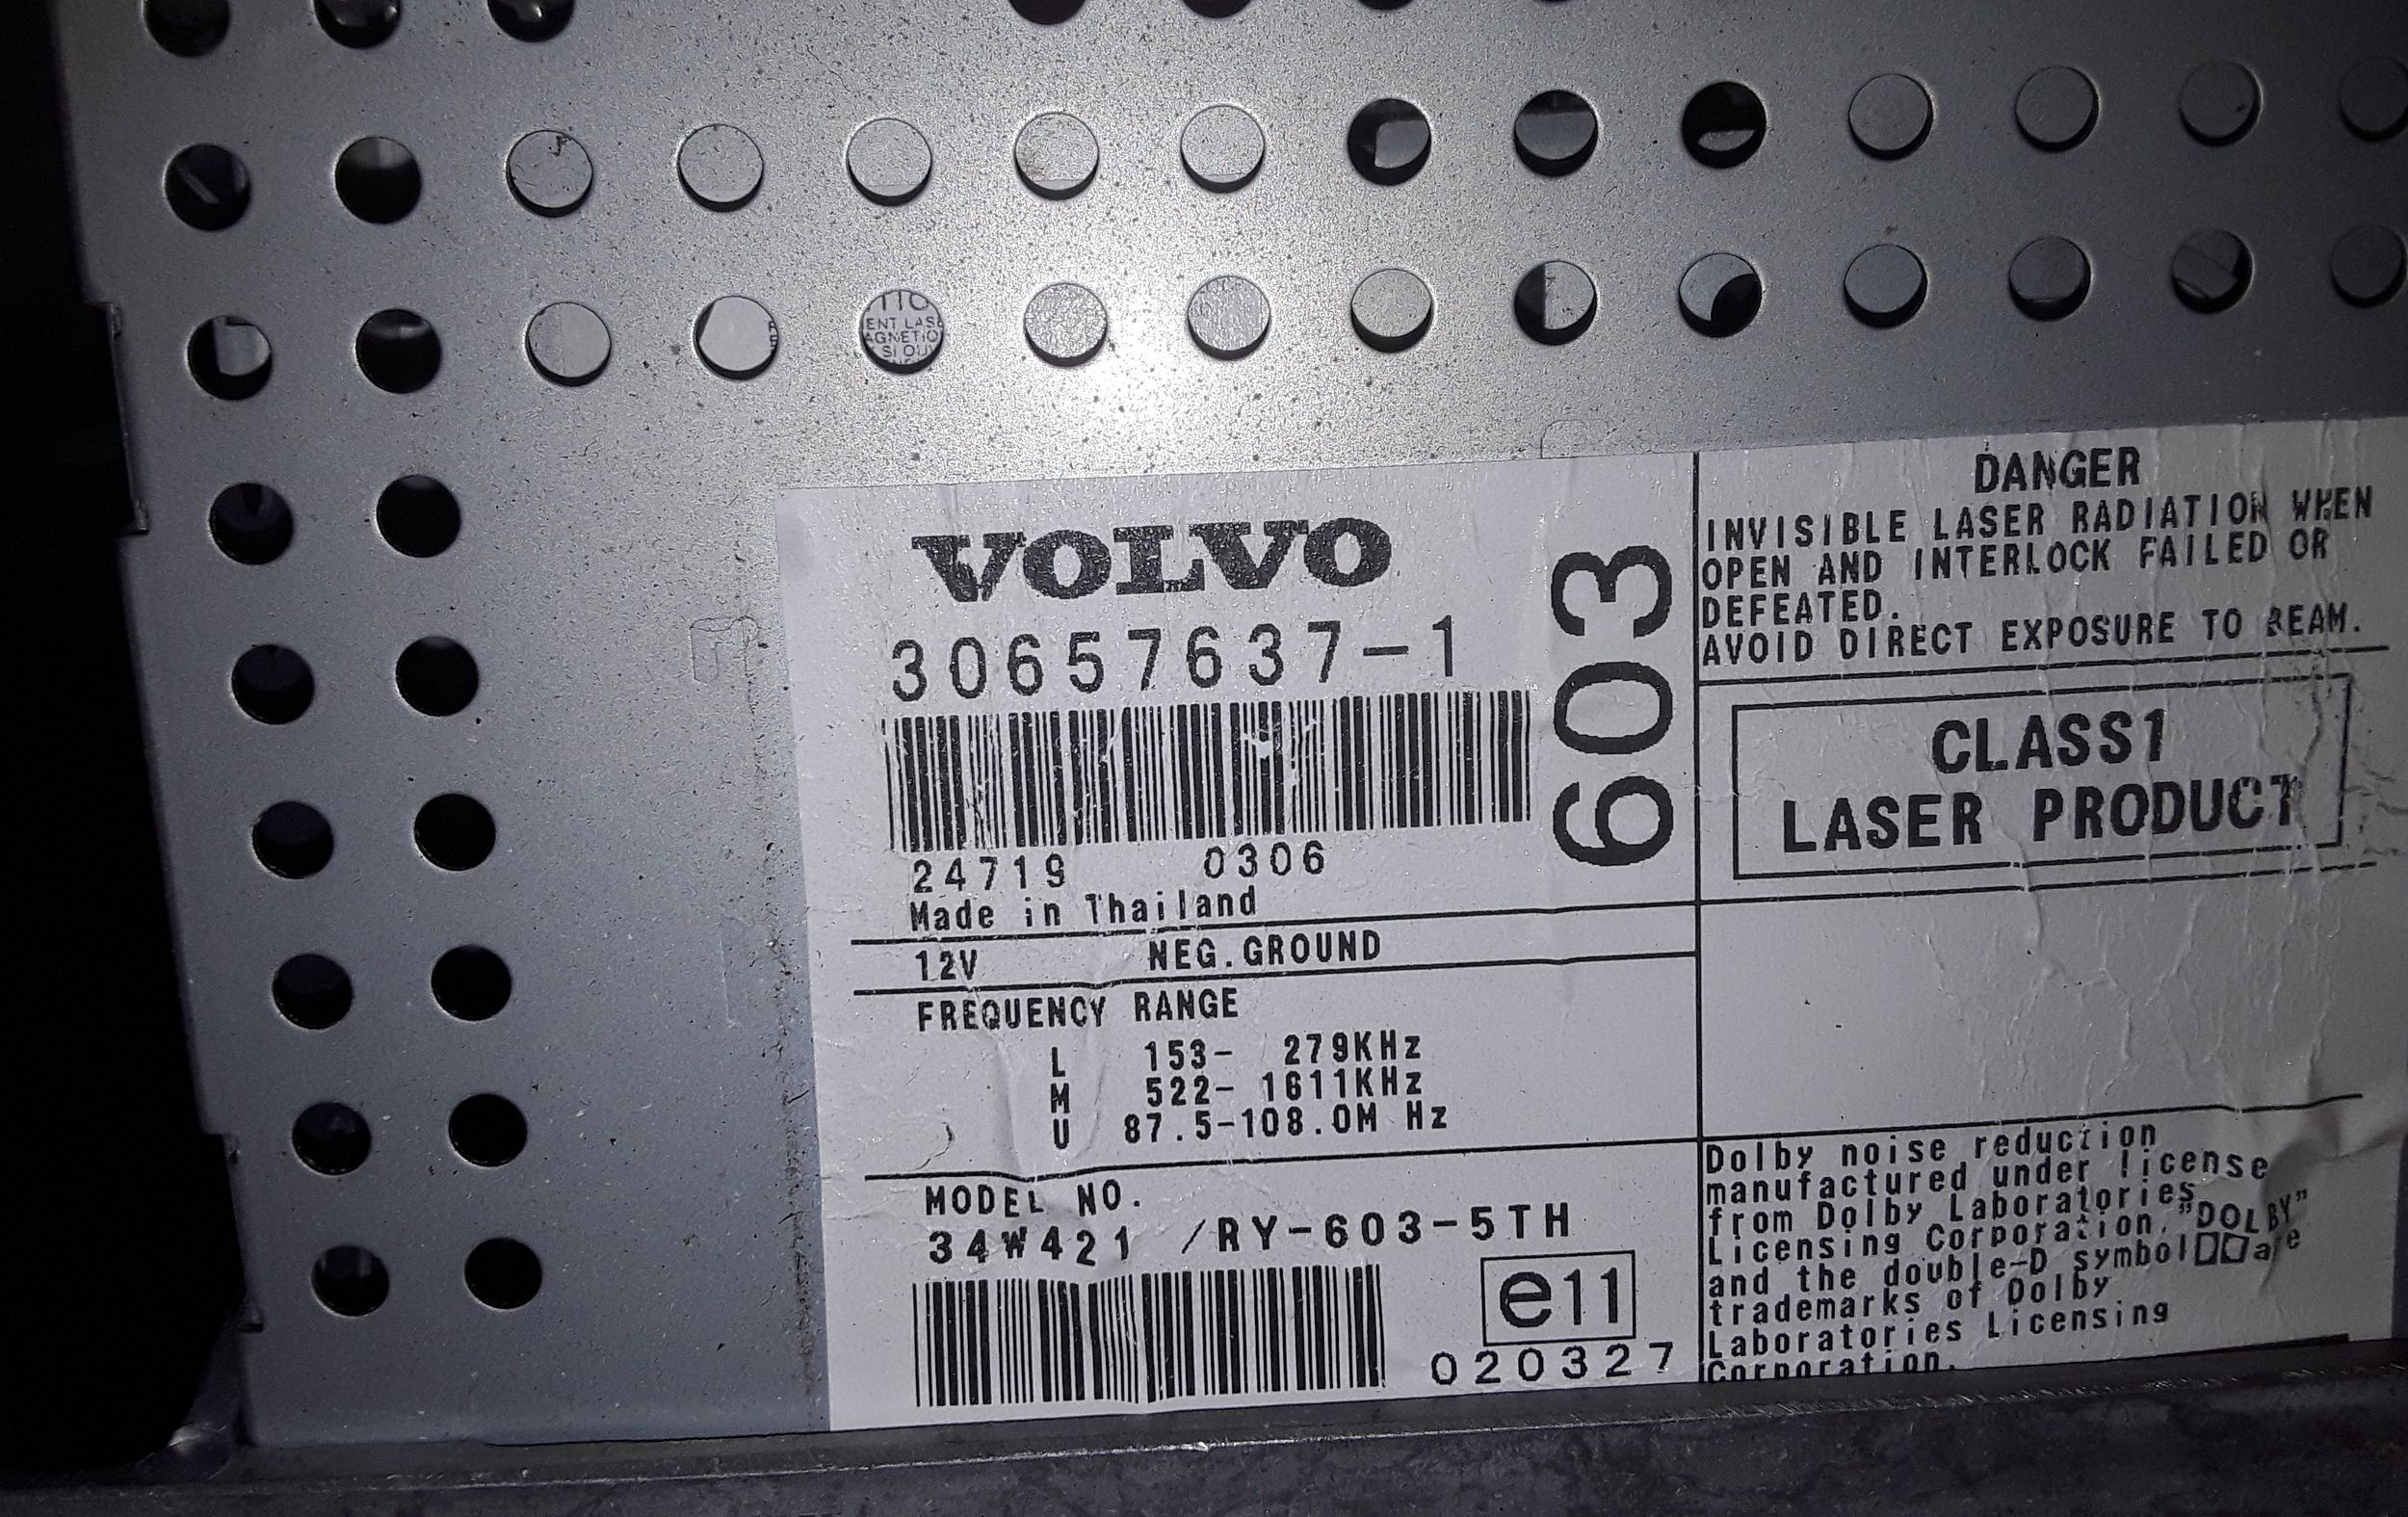 VOLVO
30657637-1
603
24719 0306
Made in Thailand
12V NEG.GROUND
FREQUENCY RANGE
L 153- 279KHz
M 522- 1611KHz
U 87.5-108.0M Hz
MODEL NO.
34W421 /RY-603-5TH
e11
020327
DANGER
INVISIBLE LASER RADIATION WHEN
OPEN AND INTERLOCK FAILED OR
DEFEATED.
AVOID DIRECT EXPOSURE TO BEAM.
CLASS1
LASER PRODUCT
Dolby noise reduction
manufactured under license
from Dolby Laboratories
Licensing Corporation."DOLBY"
and the double-D symbol are
trademarks of Dolby
Laboratories Licensing
Corporation.